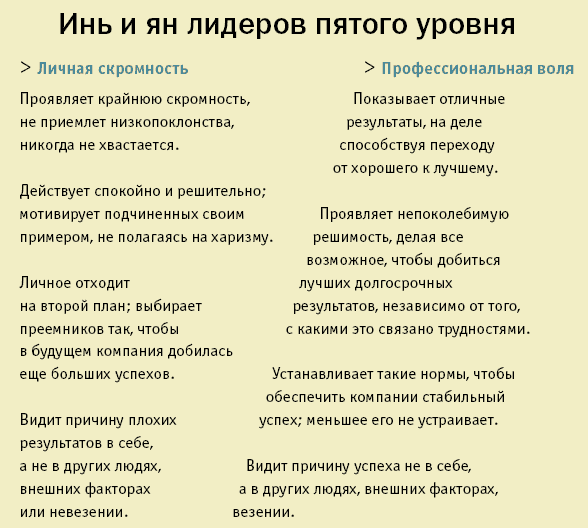 Инь и ян лидеров пятого уровня
> Личная скромность
Проявляет крайнюю скромность,
не приемлет низкопоклонства,
никогда не хвастается.
Действует спокойно и решительно;
мотивирует подчиненных своим
примером, не полагаясь на харизму.
Личное отходит
на второй план; выбирает
преемников так, чтобы
в будущем компания добилась
еще больших успехов.
Видит причину плохих
результатов в себе,
а не в других людях,
внешних факторах
или невезении.
> Профессиональная воля
Показывает отличные
результаты, на деле
способствуя переходу
от хорошего к лучшему.
Проявляет непоколебимую
решимость, делая все
возможное, чтобы добиться
лучших долгосрочных
результатов, независимо от того,
с какими это связано трудностями.
Устанавливает такие нормы, чтобы
обеспечить компании стабильный
успех; меньшее его не устраивает.
Видит причину успеха не в себе,
а в других людях, внешних факторах,
везении.